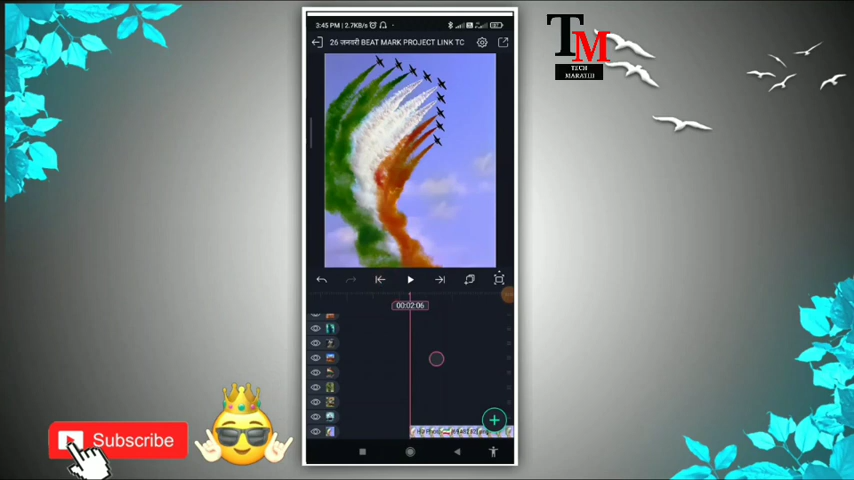 3:45 PM | 2.7KB/s
26 जनवरी BEAT MARK PROJECT LINK TC
TM
TECH
MARATHI
00:02:06
Subscribe